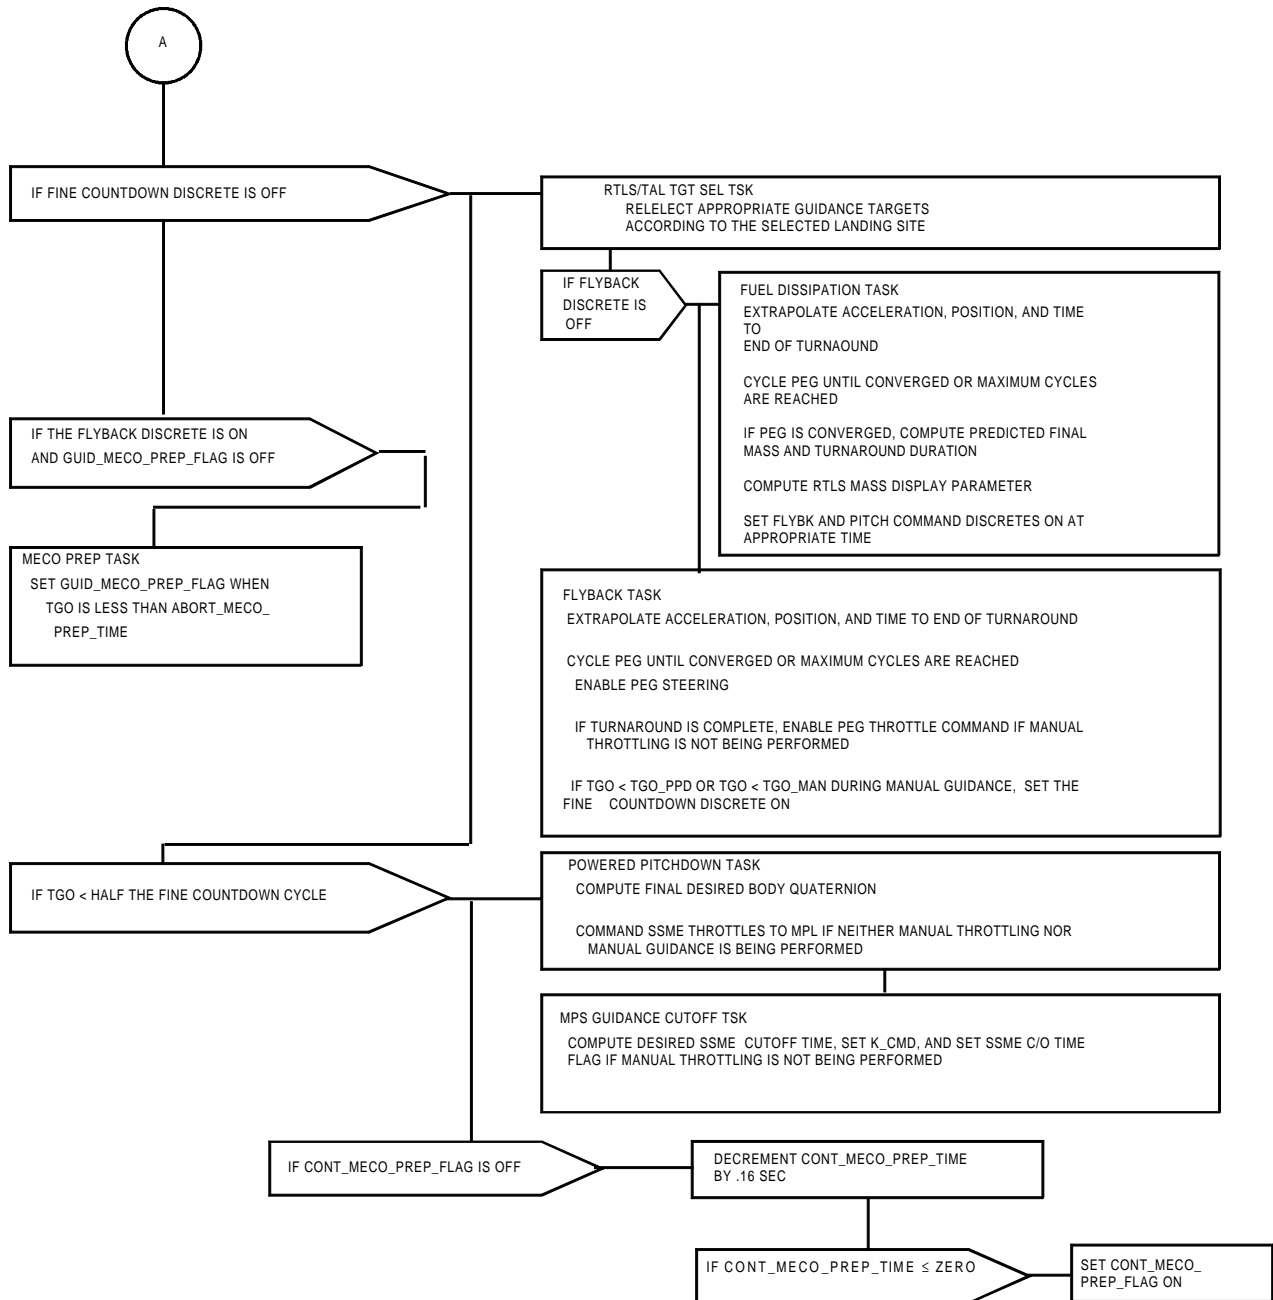 A
IF FINE COUNTDOWN DISCRETE IS OFF
RTLS/TAL TGT SEL TSK
RELELECT APPROPRIATE GUIDANCE TARGETS
ACCORDING TO THE SELECTED LANDING SITE
IF FLYBACK
DISCRETE IS
OFF
FUEL DISSIPATION TASK
EXTRAPOLATE ACCELERATION, POSITION, AND TIME
TO
END OF TURNAOUND
CYCLE PEG UNTIL CONVERGED OR MAXIMUM CYCLES
ARE REACHED
IF PEG IS CONVERGED, COMPUTE PREDICTED FINAL
MASS AND TURNAROUND DURATION
COMPUTE RTLS MASS DISPLAY PARAMETER
SET FLYBK AND PITCH COMMAND DISCRETES ON AT
APPROPRIATE TIME
IF THE FLYBACK DISCRETE IS ON
AND GUID_MECO_PREP_FLAG IS OFF
MECO PREP TASK
SET GUID_MECO_PREP_FLAG WHEN
TGO IS LESS THAN ABORT_MECO_
PREP_TIME
FLYBACK TASK
EXTRAPOLATE ACCELERATION, POSITION, AND TIME TO END OF TURNAROUND
CYCLE PEG UNTIL CONVERGED OR MAXIMUM CYCLES ARE REACHED
ENABLE PEG STEERING
IF TURNAROUND IS COMPLETE, ENABLE PEG THROTTLE COMMAND IF MANUAL
THROTTLING IS NOT BEING PERFORMED
IF TGO < TGO_PPD OR TGO < TGO_MAN DURING MANUAL GUIDANCE, SET THE
FINE COUNTDOWN DISCRETE ON
IF TGO < HALF THE FINE COUNTDOWN CYCLE
POWERED PITCHDOWN TASK
COMPUTE FINAL DESIRED BODY QUATERNION
COMMAND SSME THROTTLES TO MPL IF NEITHER MANUAL THROTTLING NOR
MANUAL GUIDANCE IS BEING PERFORMED
MPS GUIDANCE CUTOFF TSK
COMPUTE DESIRED SSME CUTOFF TIME, SET K_CMD, AND SET SSME C/O TIME
FLAG IF MANUAL THROTTLING IS NOT BEING PERFORMED
IF CONT_MECO_PREP_FLAG IS OFF
DECREMENT CONT_MECO_PREP_TIME
BY .16 SEC
IF CONT_MECO_PREP_TIME ≤ ZERO
SET CONT_MECO_
PREP_FLAG ON